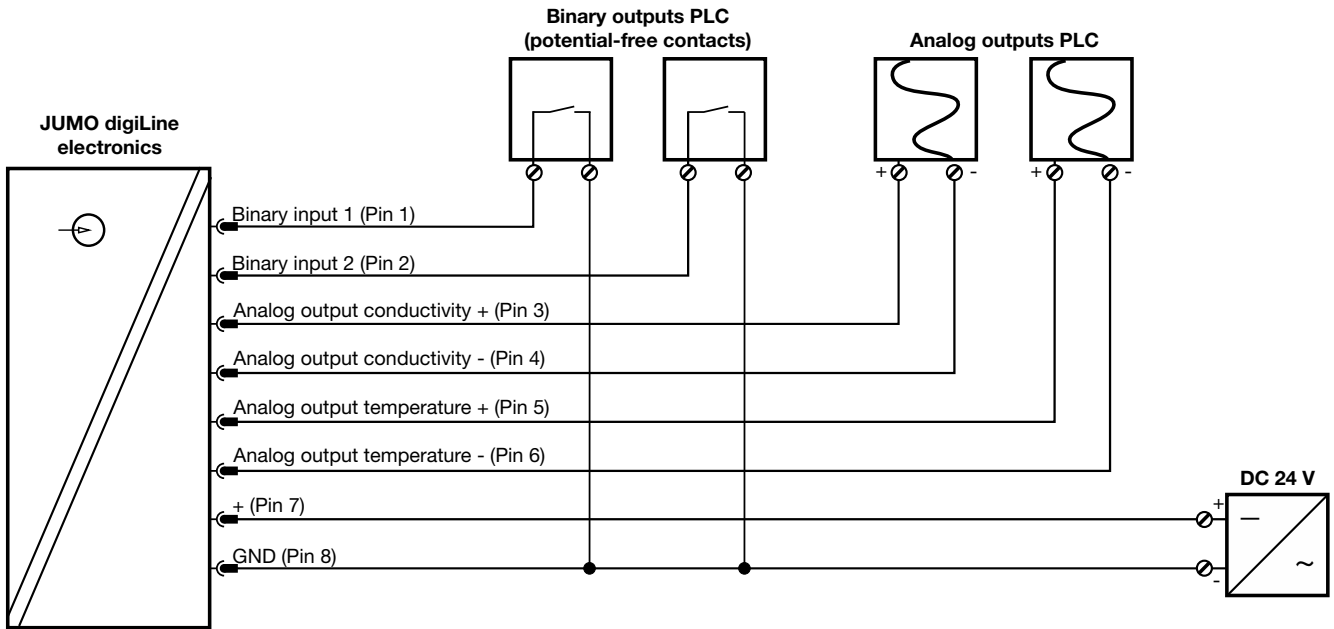 Binary outputs PLC
(potential-free contacts)
Analog outputs PLC
JUMO digiLine
electronics
+ - + -
Binary input 1 (Pin 1)
Binary input 2 (Pin 2)
Analog output conductivity + (Pin 3)
Analog output conductivity - (Pin 4)
Analog output temperature + (Pin 5)
Analog output temperature - (Pin 6)
DC 24 V
+ (Pin 7)
+
GND (Pin 8)
-
~